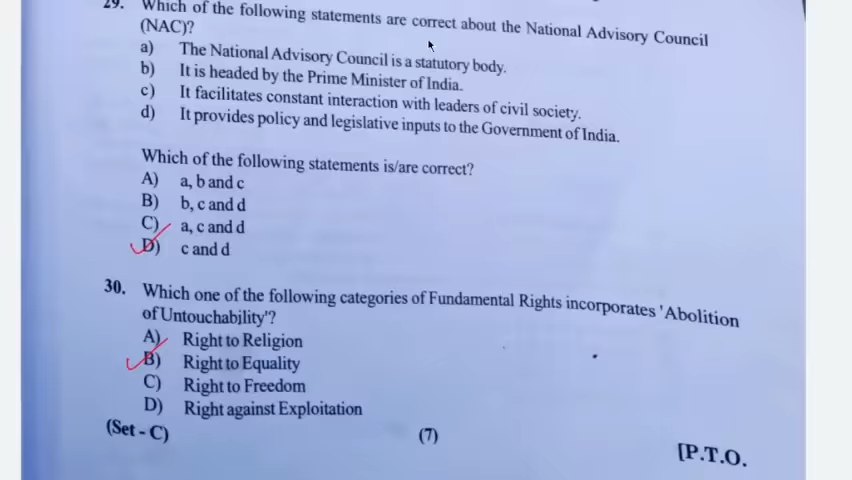 29. Which of the following statements are correct about the National Advisory Council
(NAC)?
a) The National Advisory Council is a statutory body.
b) It is headed by the Prime Minister of India.
c) It facilitates constant interaction with leaders of civil society.
d) It provides policy and legislative inputs to the Government of India.
Which of the following statements is/are correct?
A) a, b and c
B) b, c and d
C) a, c and d
D) c and d
30. Which one of the following categories of Fundamental Rights incorporates 'Abolition
of Untouchability'?
A) Right to Religion
B) Right to Equality
C) Right to Freedom
D) Right against Exploitation
(Set - C) (7) [P.T.O.